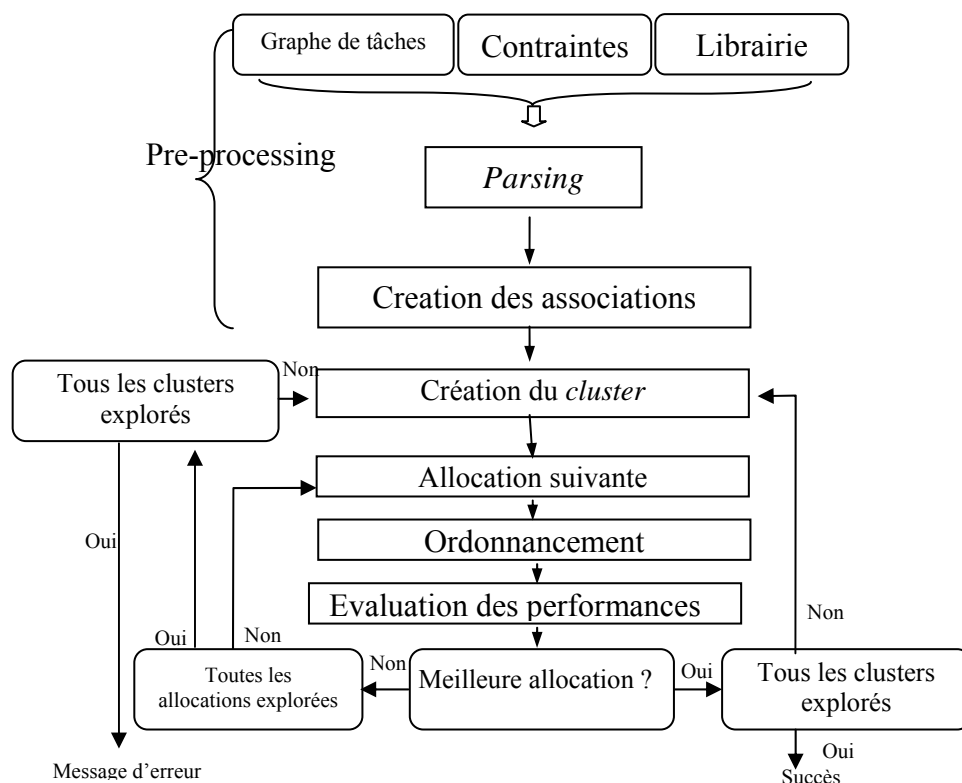 Graphe de tâches
Contraintes
Librairie
Pre-processing
Parsing
Creation des associations
Tous les clusters
explorés
Non
Création du cluster
Allocation suivante
Oui
Ordonnancement
Evaluation des performances
Non
Oui
Non
Toutes les
allocations explorées
Non
Meilleure allocation ?
Oui
Tous les clusters
explorés
Oui
Message d'erreur
Succès